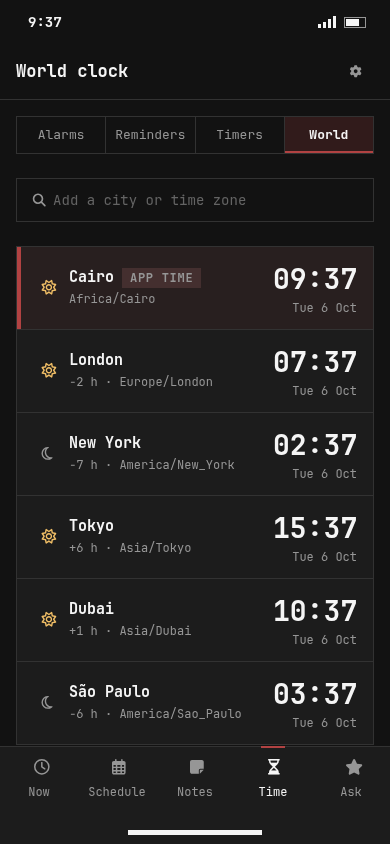 9:37
World clock
Alarms Reminders Timers World
Add a city or time zone
Cairo APP TIME 09:37
Africa/Cairo Tue 6 Oct
London 07:37
-2 h · Europe/London Tue 6 Oct
New York 02:37
-7 h · America/New_York Tue 6 Oct
Tokyo 15:37
+6 h · Asia/Tokyo Tue 6 Oct
Dubai 10:37
+1 h · Asia/Dubai Tue 6 Oct
São Paulo 03:37
-6 h · America/Sao_Paulo Tue 6 Oct
Now Schedule Notes Time Ask